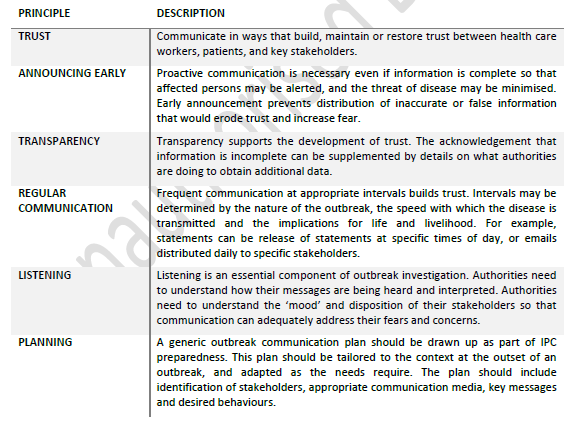 PRINCIPLE DESCRIPTION
TRUST Communicate in ways that build, maintain or restore trust between health care
workers, patients, and key stakeholders.
ANNOUNCING EARLY Proactive communication is necessary even if information is complete so that
affected persons may be alerted, and the threat of disease may be minimised.
Early announcement prevents distribution of inaccurate or false information
that would erode trust and increase fear.
TRANSPARENCY Transparency supports the development of trust. The acknowledgement that
information is incomplete can be supplemented by details on what authorities
are doing to obtain additional data.
REGULAR Frequent communication at appropriate intervals builds trust. Intervals may be
COMMUNICATION determined by the nature of the outbreak, the speed with which the disease is
transmitted and the implications for life and livelihood. For example,
statements can be release of statements at specific times of day, or emails
distributed daily to specific stakeholders.
LISTENING Listening is an essential component of outbreak investigation. Authorities need
to understand how their messages are being heard and interpreted. Authorities
need to understand the ‘mood’ and disposition of their stakeholders so that
communication can adequately address their fears and concerns.
PLANNING A generic outbreak communication plan should be drawn up as part of IPC
preparedness. This plan should be tailored to the context at the outset of an
outbreak, and adapted as the needs require. The plan should include
identification of stakeholders, appropriate communication media, key messages
and desired behaviours.